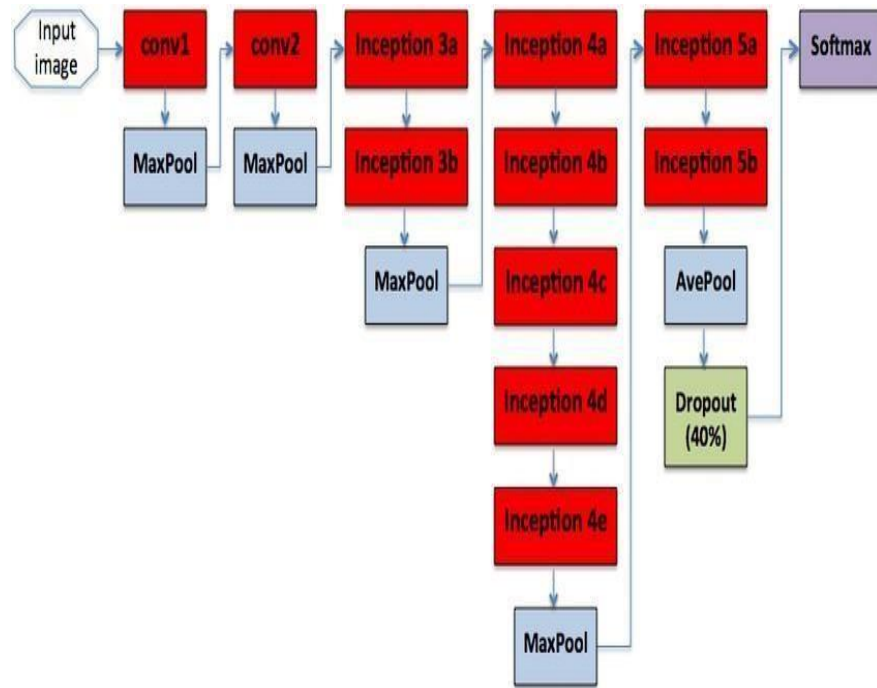 Input
image
conv1
MaxPool
conv2
MaxPool
Inception 3a
Inception 3b
MaxPool
Inception 4a
Inception 4b
Inception 4c
Inception 4d
Inception 4e
MaxPool
Inception 5a
Inception 5b
AvePool
Dropout
(40%)
Softmax